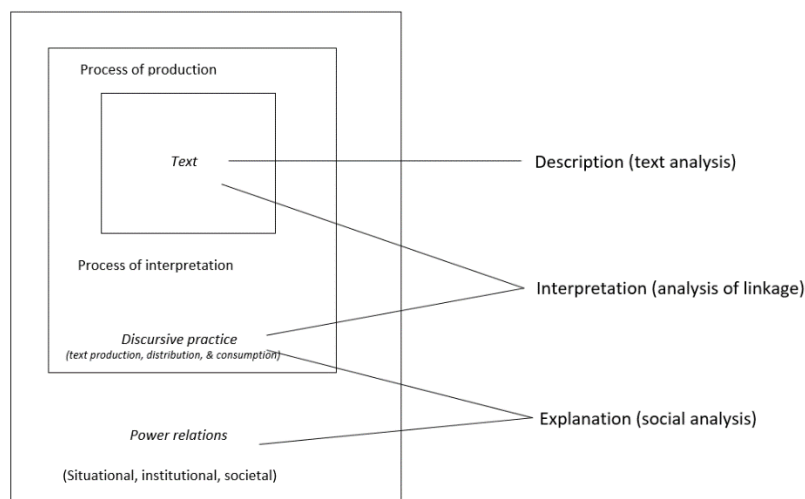 Process of production
Text
Description (text analysis)
Process of interpretation
Interpretation (analysis of linkage)
Discursive practice
(text production, distribution, & consumption)
Explanation (social analysis)
Power relations
(Situational, institutional, societal)